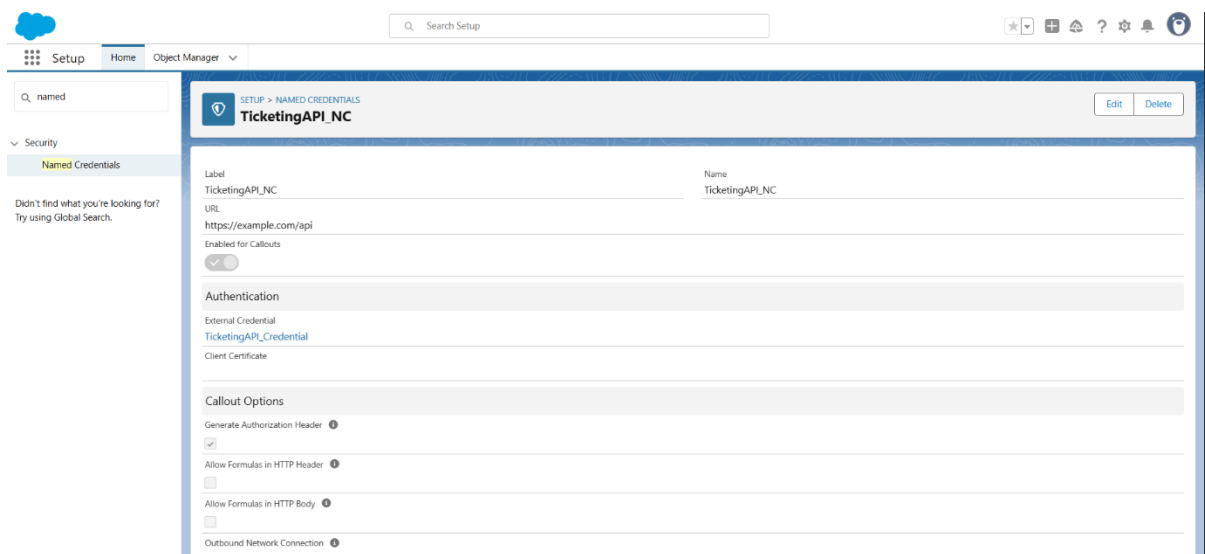 Search Setup
Setup
Home
Object Manager
named
Security
Named Credentials
Didn't find what you're looking for?
Try using Global Search.
SETUP > NAMED CREDENTIALS
TicketingAPI_NC
Edit
Delete
Label
TicketingAPI_NC
Name
TicketingAPI_NC
URL
https://example.com/api
Enabled for Callouts
Authentication
External Credential
TicketingAPI_Credential
Client Certificate
Callout Options
Generate Authorization Header
Allow Formulas in HTTP Header
Allow Formulas in HTTP Body
Outbound Network Connection